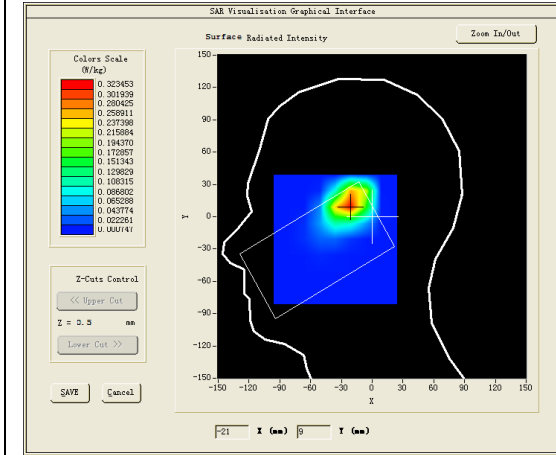 SAR Visualisation Graphical Interface
Surface Radiated Intensity
Zoom In/Out
Colors Scale
(W/kg)
0.323453
0.301939
0.280425
0.258911
0.237398
0.215884
0.194370
0.172857
0.151343
0.129829
0.108315
0.086802
0.065288
0.043774
0.022261
0.000747
150
120
90
60
30
0
-30
-60
-90
-120
-150
Y
-150 -120 -90 -60 -30 0 30 60 90 120 150
X
Z-Cuts Control
<< Upper Cut
Z = 0.5 mm
Lower Cut >>
SAVE Cancel
-21 X (mm) 9 Y (mm)